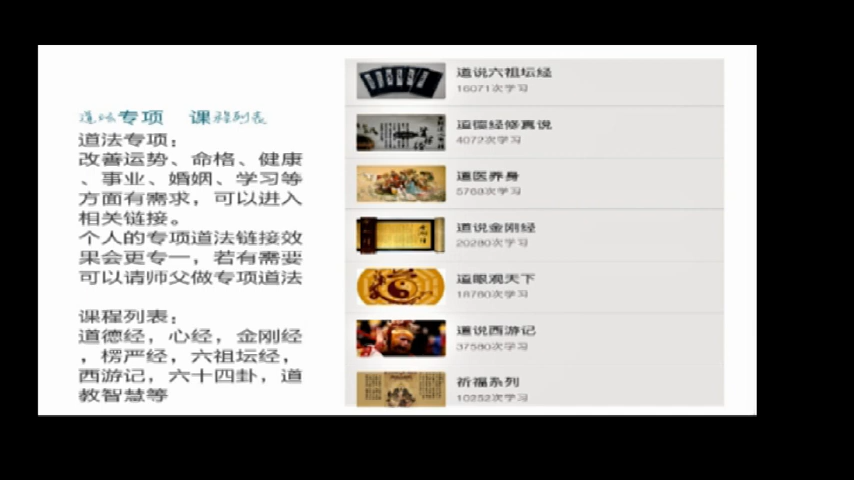 道法专项 课程列表
道法专项：
改善运势、命格、健康
、事业、婚姻、学习等
方面有需求，可以进入
相关链接。
个人的专项道法链接效
果会更专一，若有需要
可以请师父做专项道法
课程列表：
道德经，心经，金刚经
，楞严经，六祖坛经，
西游记，六十四卦，道
教智慧等
道说六祖坛经
16071次学习
道德经修真说
4072次学习
道医养身
5768次学习
道说金刚经
20280次学习
道眼观天下
18780次学习
道说西游记
37580次学习
祈福系列
10252次学习